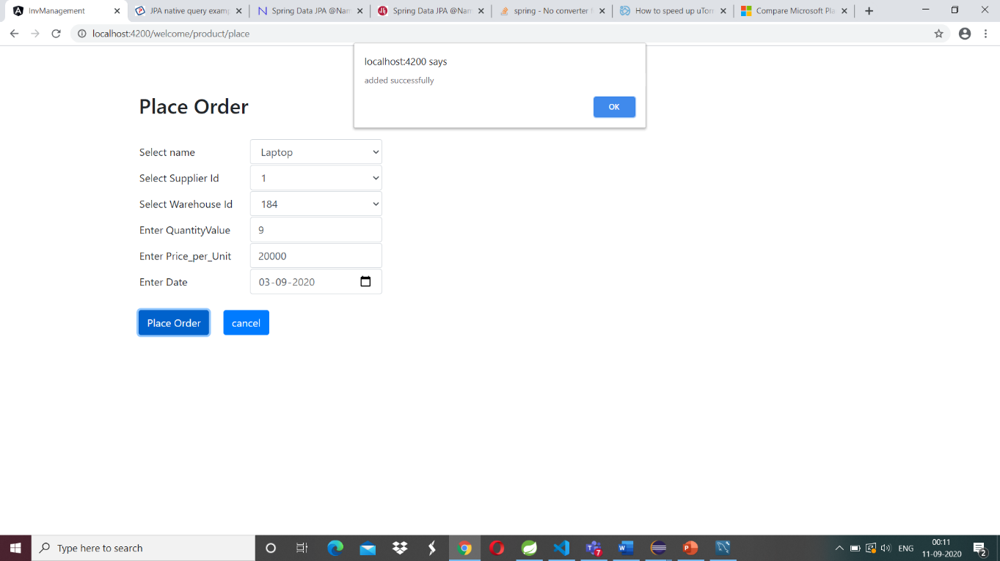 InvManagement
JPA native query examp
Spring Data JPA @Nam
Spring Data JPA @Nam
spring - No converter f
How to speed up uTorr
Compare Microsoft Pla
localhost:4200/welcome/product/place
localhost:4200 says
added successfully
OK
Place Order
Select name Laptop
Select Supplier Id 1
Select Warehouse Id 184
Enter QuantityValue 9
Enter Price_per_Unit 20000
Enter Date 03-09-2020
Place Order cancel
Type here to search
7
ENG
00:11
11-09-2020
2